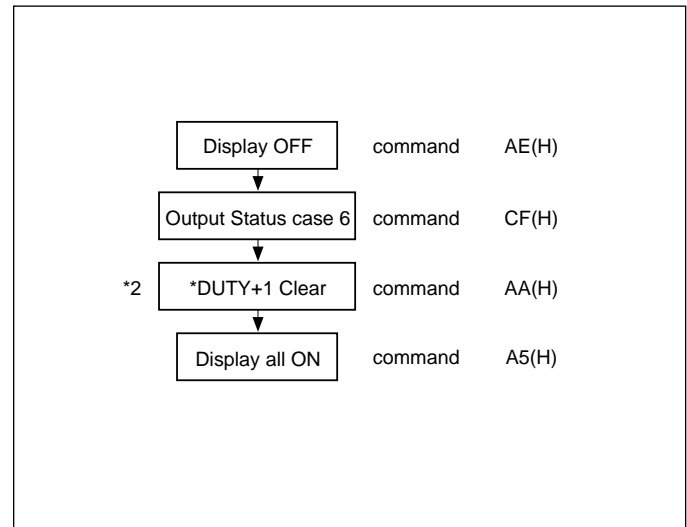 Display OFF command AE(H)
Output Status case 6 command CF(H)
*2 *DUTY+1 Clear command AA(H)
Display all ON command A5(H)